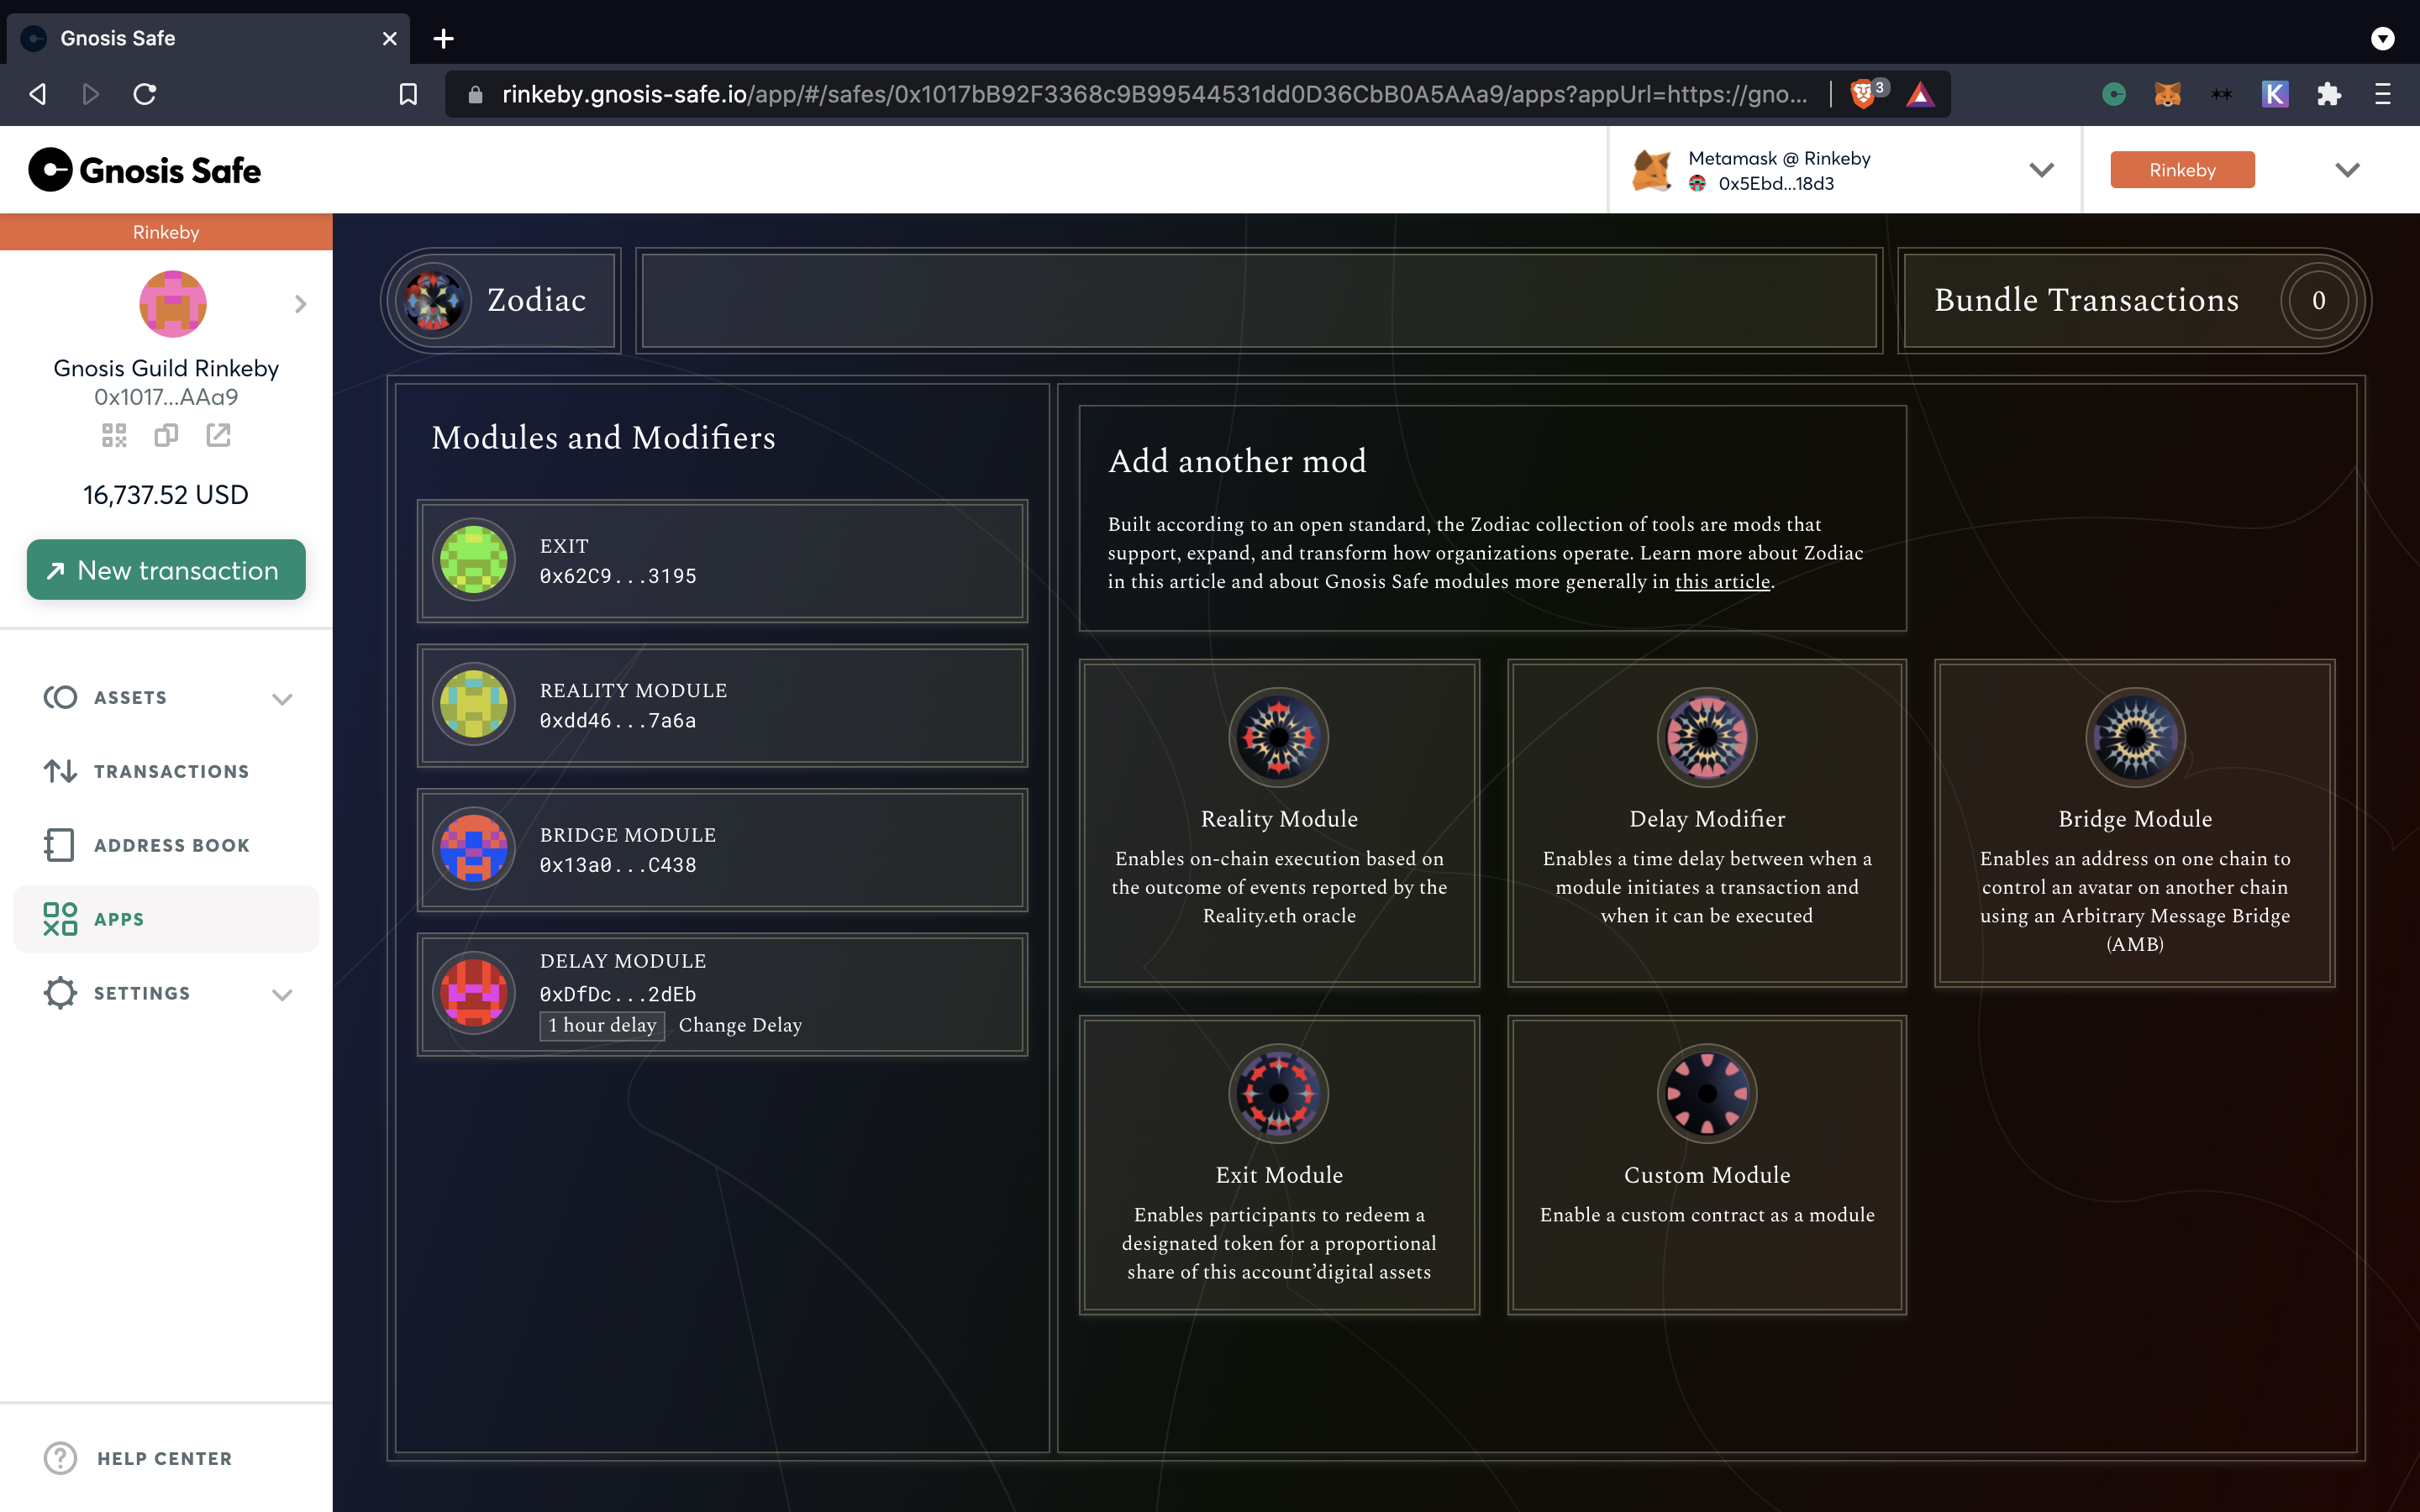 Gnosis Safe
rinkeby.gnosis-safe.io/app/#/safes/0x1017bB92F3368c9B99544531dd0D36CbB0A5AAa9/apps?appUrl=https://gno...
3
K
Gnosis Safe
Metamask @ Rinkeby
0x5Ebd...18d3
Rinkeby
Rinkeby
Gnosis Guild Rinkeby
0x1017...AAa9
16,737.52 USD
New transaction
ASSETS
TRANSACTIONS
ADDRESS BOOK
APPS
SETTINGS
HELP CENTER
Zodiac
Bundle Transactions
0
Modules and Modifiers
EXIT
0x62C9...3195
REALITY MODULE
0xdd46...7a6a
BRIDGE MODULE
0x13a0...C438
DELAY MODULE
0xDfDc...2dEb
1 hour delay Change Delay
Add another mod
Built according to an open standard, the Zodiac collection of tools are mods that
support, expand, and transform how organizations operate. Learn more about Zodiac
in this article and about Gnosis Safe modules more generally in this article.
Reality Module
Enables on-chain execution based on
the outcome of events reported by the
Reality.eth oracle
Delay Modifier
Enables a time delay between when a
module initiates a transaction and
when it can be executed
Bridge Module
Enables an address on one chain to
control an avatar on another chain
using an Arbitrary Message Bridge
(AMB)
Exit Module
Enables participants to redeem a
designated token for a proportional
share of this account’digital assets
Custom Module
Enable a custom contract as a module